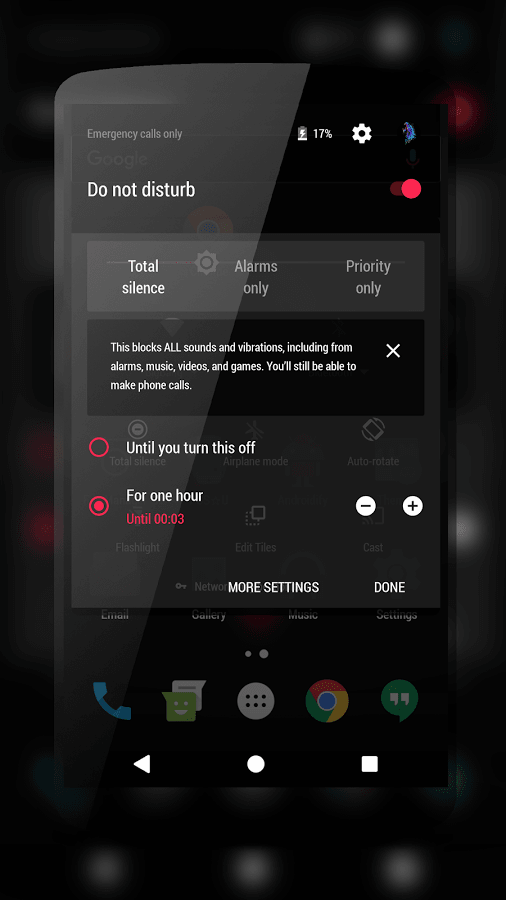 Emergency calls only
17%
Google
Do not disturb
Total
silence
Alarms
only
Priority
only
This blocks ALL sounds and vibrations, including from
alarms, music, videos, and games. You'll still be able to
make phone calls.
Until you turn this off
Total silence
Airplane mode
Auto-rotate
For one hour
Until 00:03
Flashlight
Edit Tiles
Cast
MORE SETTINGS
DONE
Email
Gallery
Music
Settings